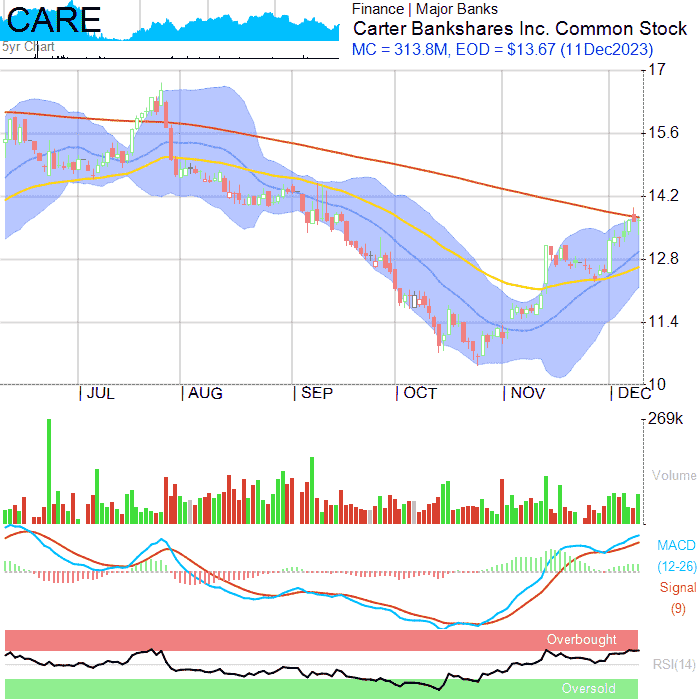 CARE
5yr Chart
Finance | Major Banks
Carter Bankshares Inc. Common Stock
MC = 313.8M, EOD = $13.67 (11Dec2023)
17
15.6
14.2
12.8
11.4
10
| JUL | AUG | SEP | OCT | NOV | DEC
269k
Volume
MACD
(12-26)
Signal
(9)
Overbought
RSI(14)
Oversold